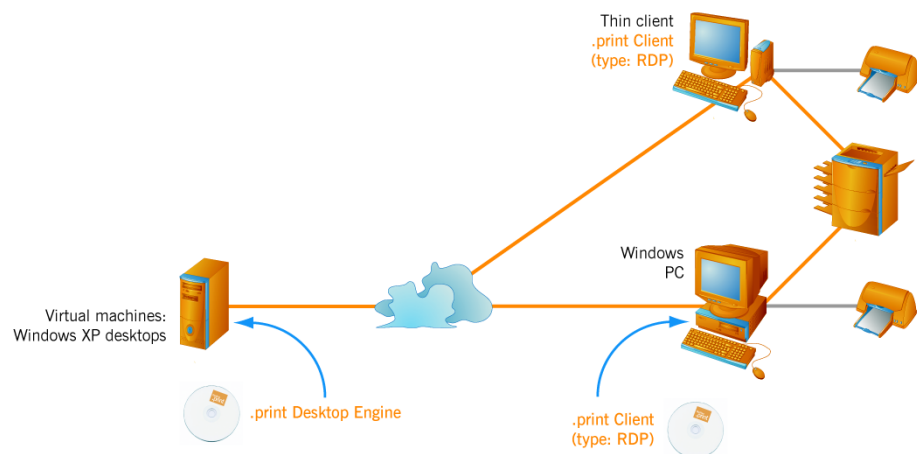 Thin client
.print Client
(type: RDP)
Windows
PC
Virtual machines:
Windows XP desktops
.print Desktop Engine
.print Client
(type: RDP)